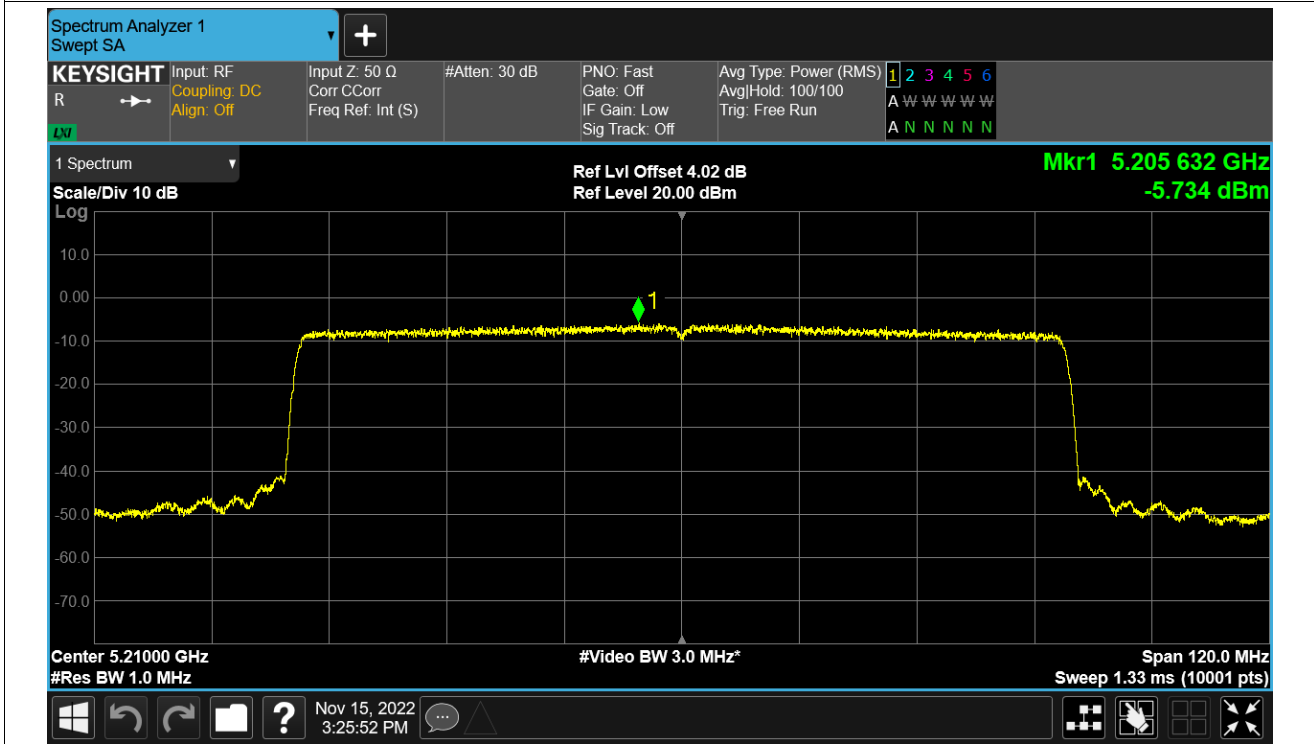 Spectrum Analyzer 1
Swept SA
KEYSIGHT
R
LXI
Input: RF
Coupling: DC
Align: Off
Input Z: 50 Ω
Corr CCorr
Freq Ref: Int (S)
#Atten: 30 dB
PNO: Fast
Gate: Off
IF Gain: Low
Sig Track: Off
Avg Type: Power (RMS)
Avg|Hold: 100/100
Trig: Free Run
1 2 3 4 5 6
A W W W W W
A N N N N N
1 Spectrum
Scale/Div 10 dB
Log
Ref Lvl Offset 4.02 dB
Ref Level 20.00 dBm
Mkr1 5.205 632 GHz
-5.734 dBm
10.0
0.00
-10.0
-20.0
-30.0
-40.0
-50.0
-60.0
-70.0
1
Center 5.21000 GHz
#Res BW 1.0 MHz
#Video BW 3.0 MHz*
Span 120.0 MHz
Sweep 1.33 ms (10001 pts)
?
Nov 15, 2022
3:25:52 PM